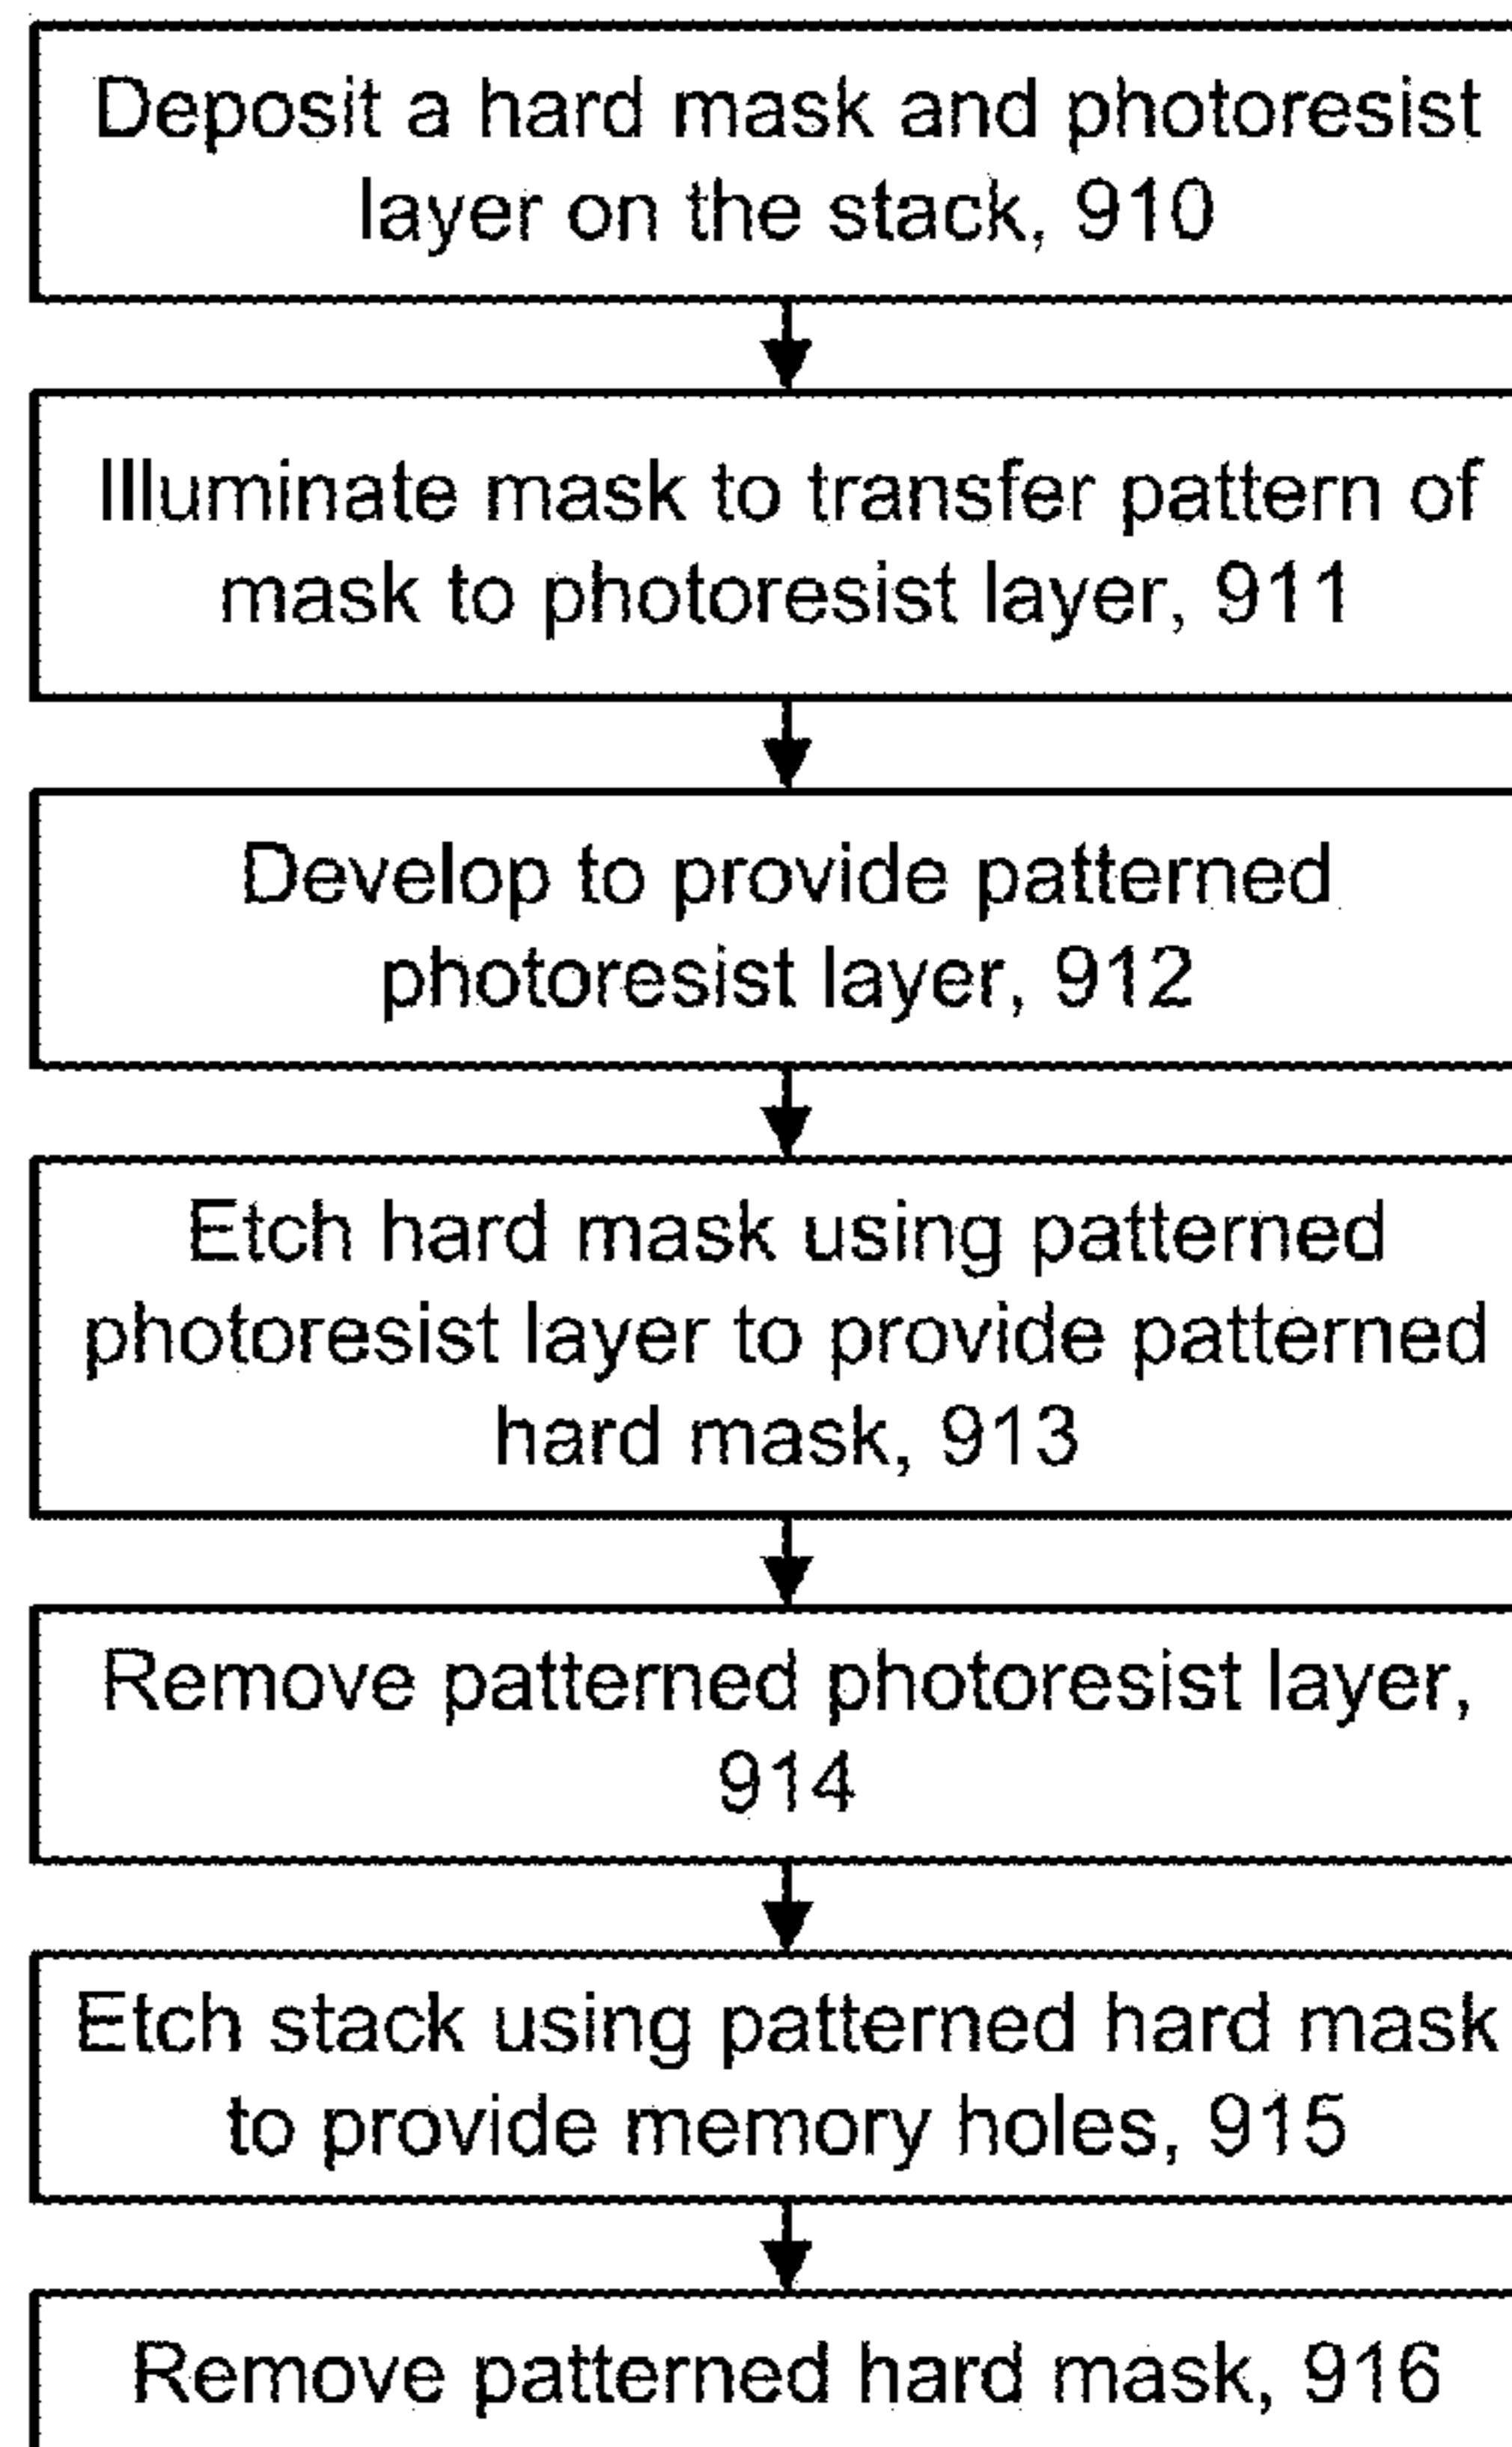 Deposit a hard mask and photoresist
layer on the stack, 910
Illuminate mask to transfer pattern of
mask to photoresist layer, 911
Develop to provide patterned
photoresist layer, 912
Etch hard mask using patterned
photoresist layer to provide patterned
hard mask, 913
Remove patterned photoresist layer,
914
Etch stack using patterned hard mask
to provide memory holes, 915
Remove patterned hard mask, 916